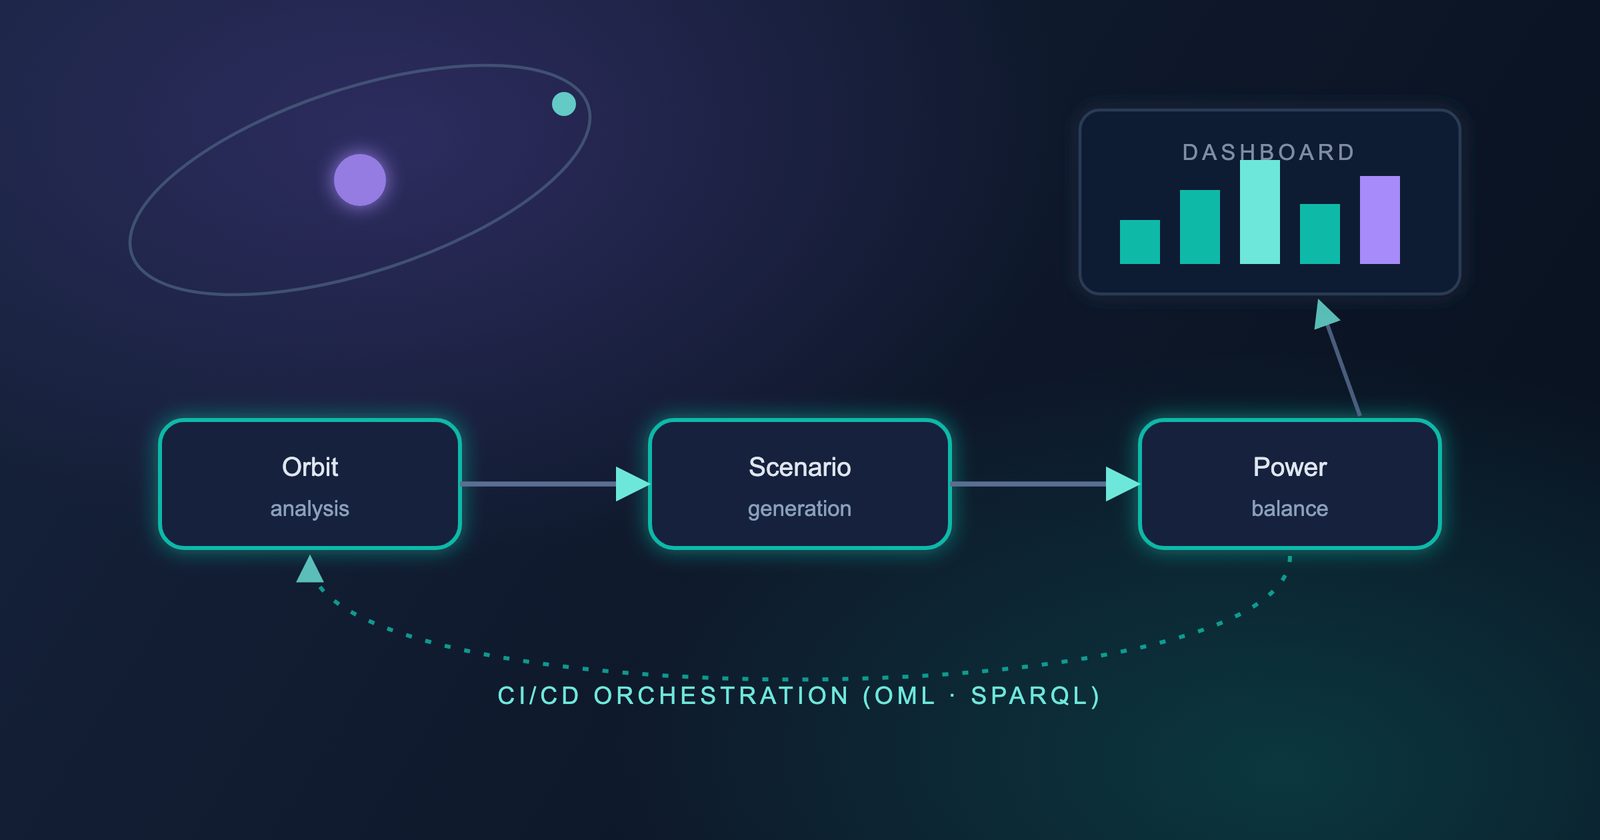 DASHBOARD
Orbit
analysis
Scenario
generation
Power
balance
CI/CD ORCHESTRATION (OML · SPARQL)